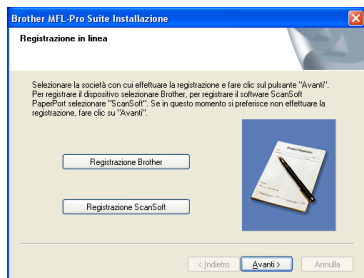 Brother MFL-Pro Suite Installazione
Registrazione in linea
Selezionare la società con cui effettuare la registrazione e fare clic sul pulsante "Avanti".
Per registrare il dispositivo selezionare Brother, per registrare il software ScanSoft
PaperPort selezionare "ScanSoft". Se in questo momento si preferisce non effettuare la
registrazione, fare clic su "Avanti".
Registrazione Brother
Registrazione ScanSoft
< Indietro
Avanti >
Annulla